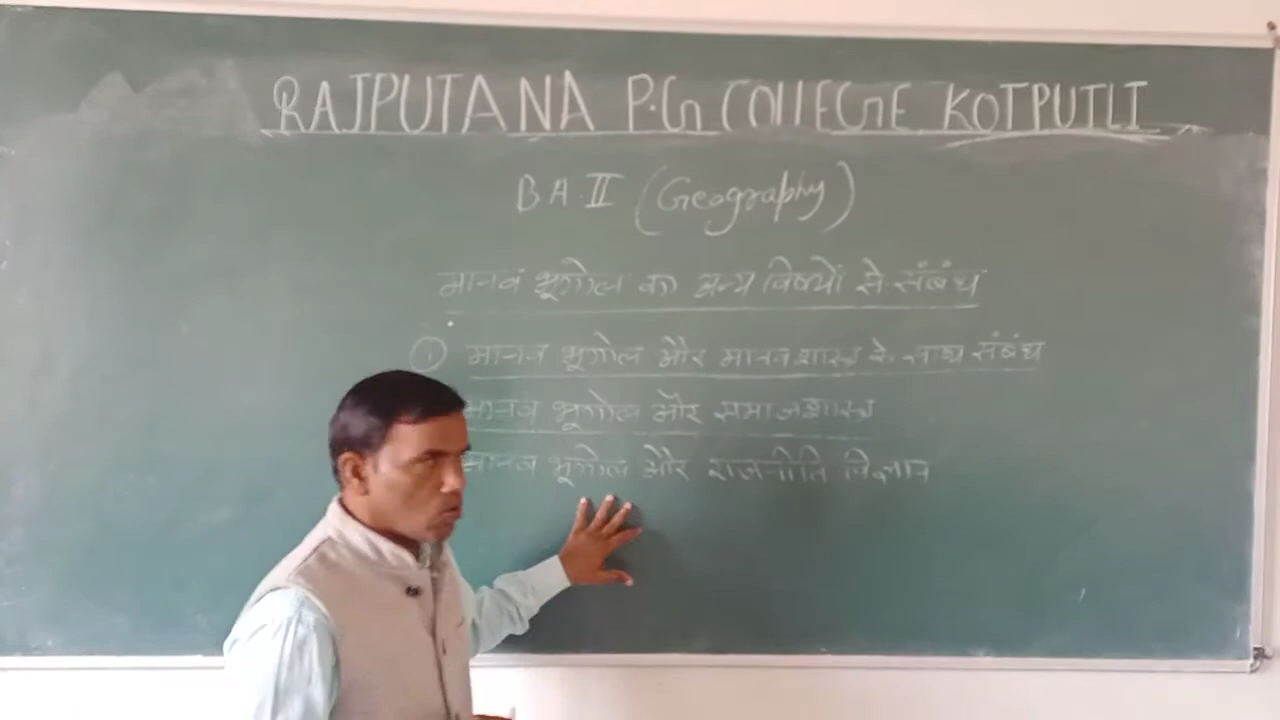 RAJPUTANA P.G COllEGE KOTPUTLI
B A.II (Geography)
मानव भूगोल का अन्य विषयों से संबंध
① मानव भूगोल और मानवशास्त्र के साथ संबंध
मानव भूगोल और समाजशास्त्र
मानव भूगोल और राजनीति विज्ञान